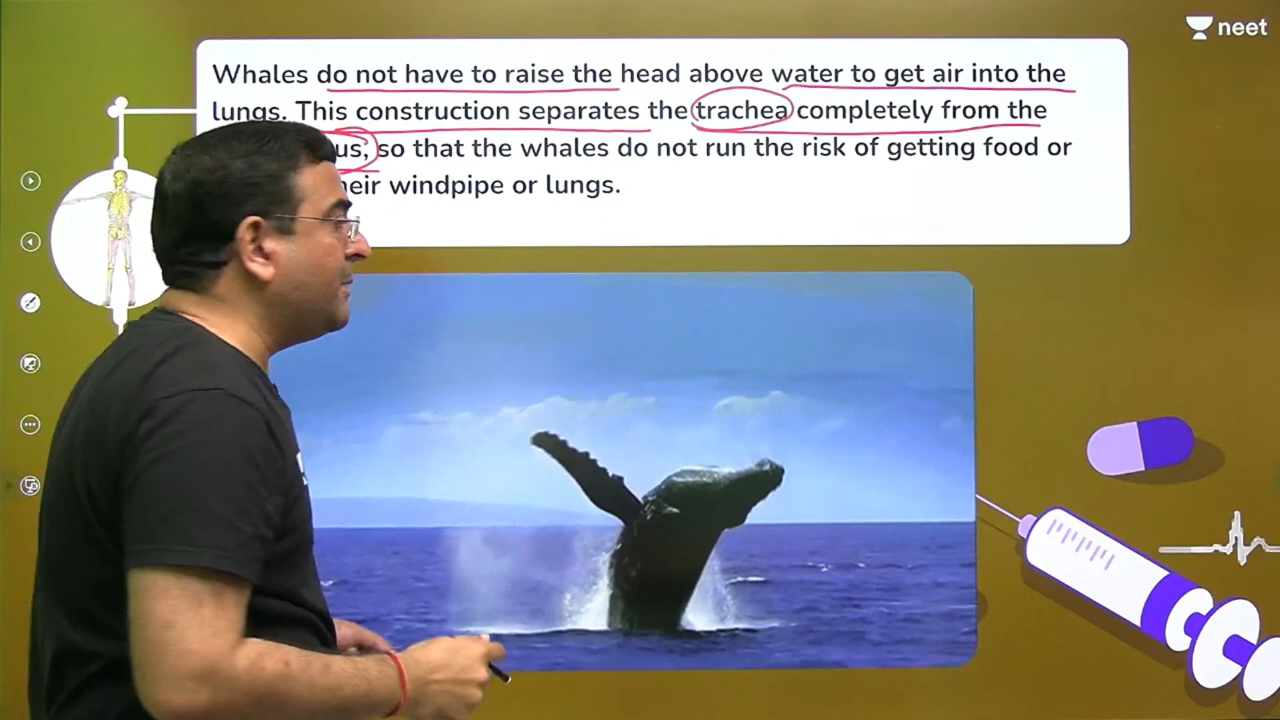 neet
Whales do not have to raise the head above water to get air into the
lungs. This construction separates the trachea completely from the
us, so that the whales do not run the risk of getting food or
heir windpipe or lungs.